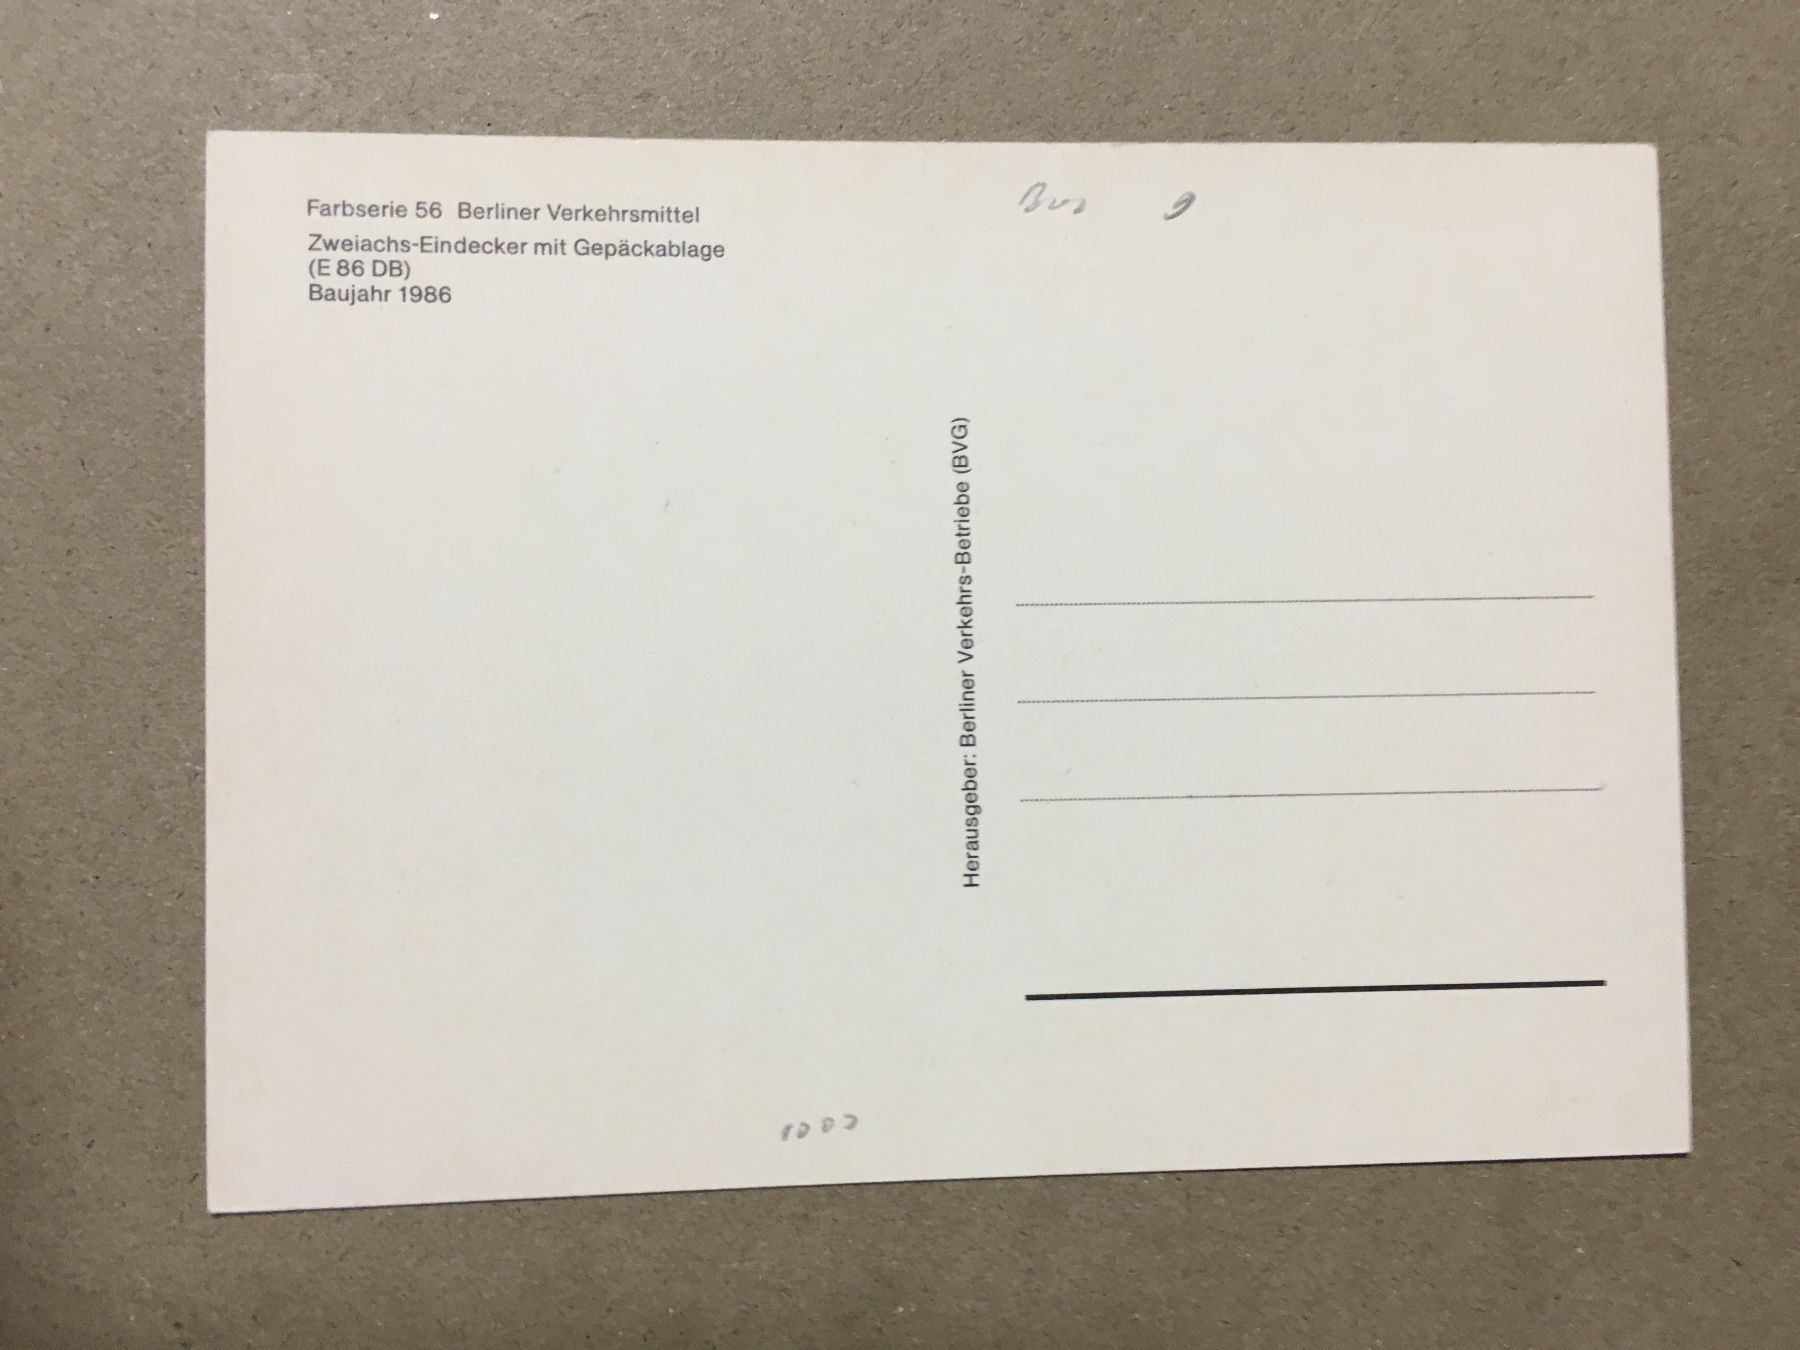 Farbserie 56 Berliner Verkehrsmittel
Zweiachs-Eindecker mit Gepäckablage
(E 86 DB)
Baujahr 1986
Bus 9
Herausgeber: Berliner Verkehrs-Betriebe (BVG)